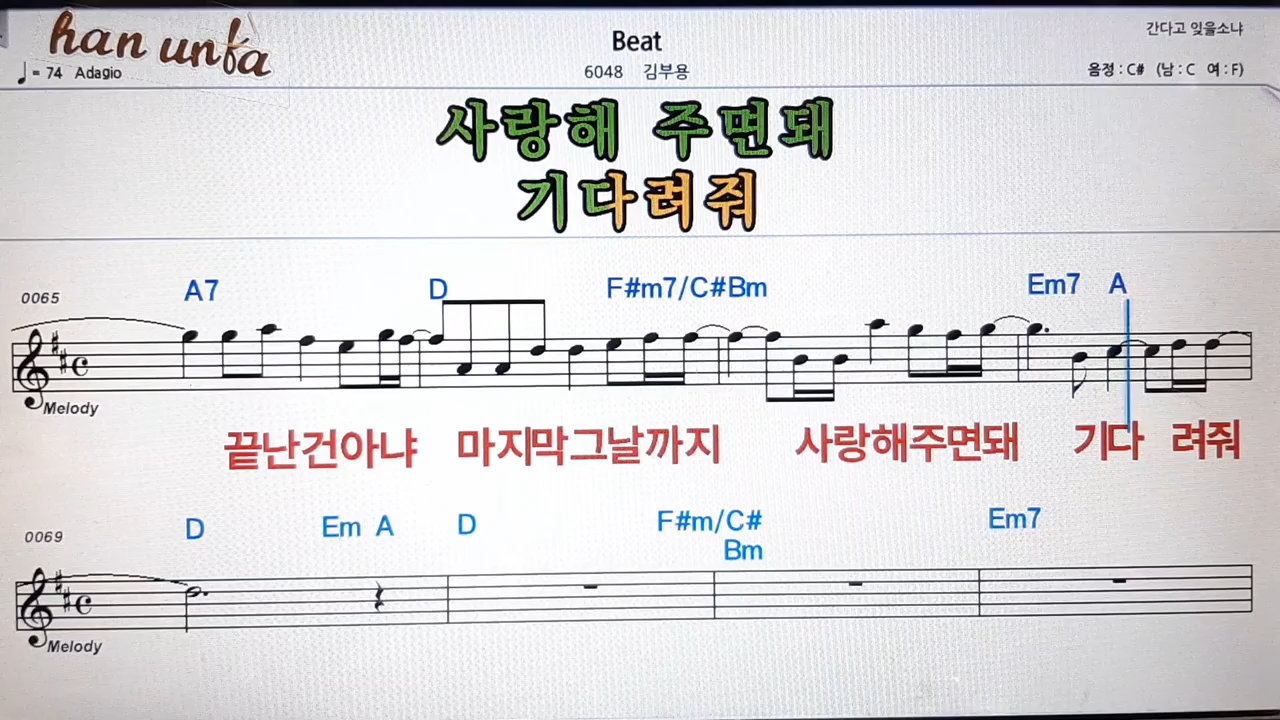 han unfa
Beat
간다고 잊을소냐
= 74 Adagio
6048 김부용
음정 : C# (남 : C 여 : F)
사랑해 주면돼
기다려줘
0065
A7 D F#m7/C#Bm Em7 A
Melody
끝난건아냐 마지막그날까지 사랑해주면돼 기다 려줘
0069
D Em A D F#m/C# Em7
Bm
Melody